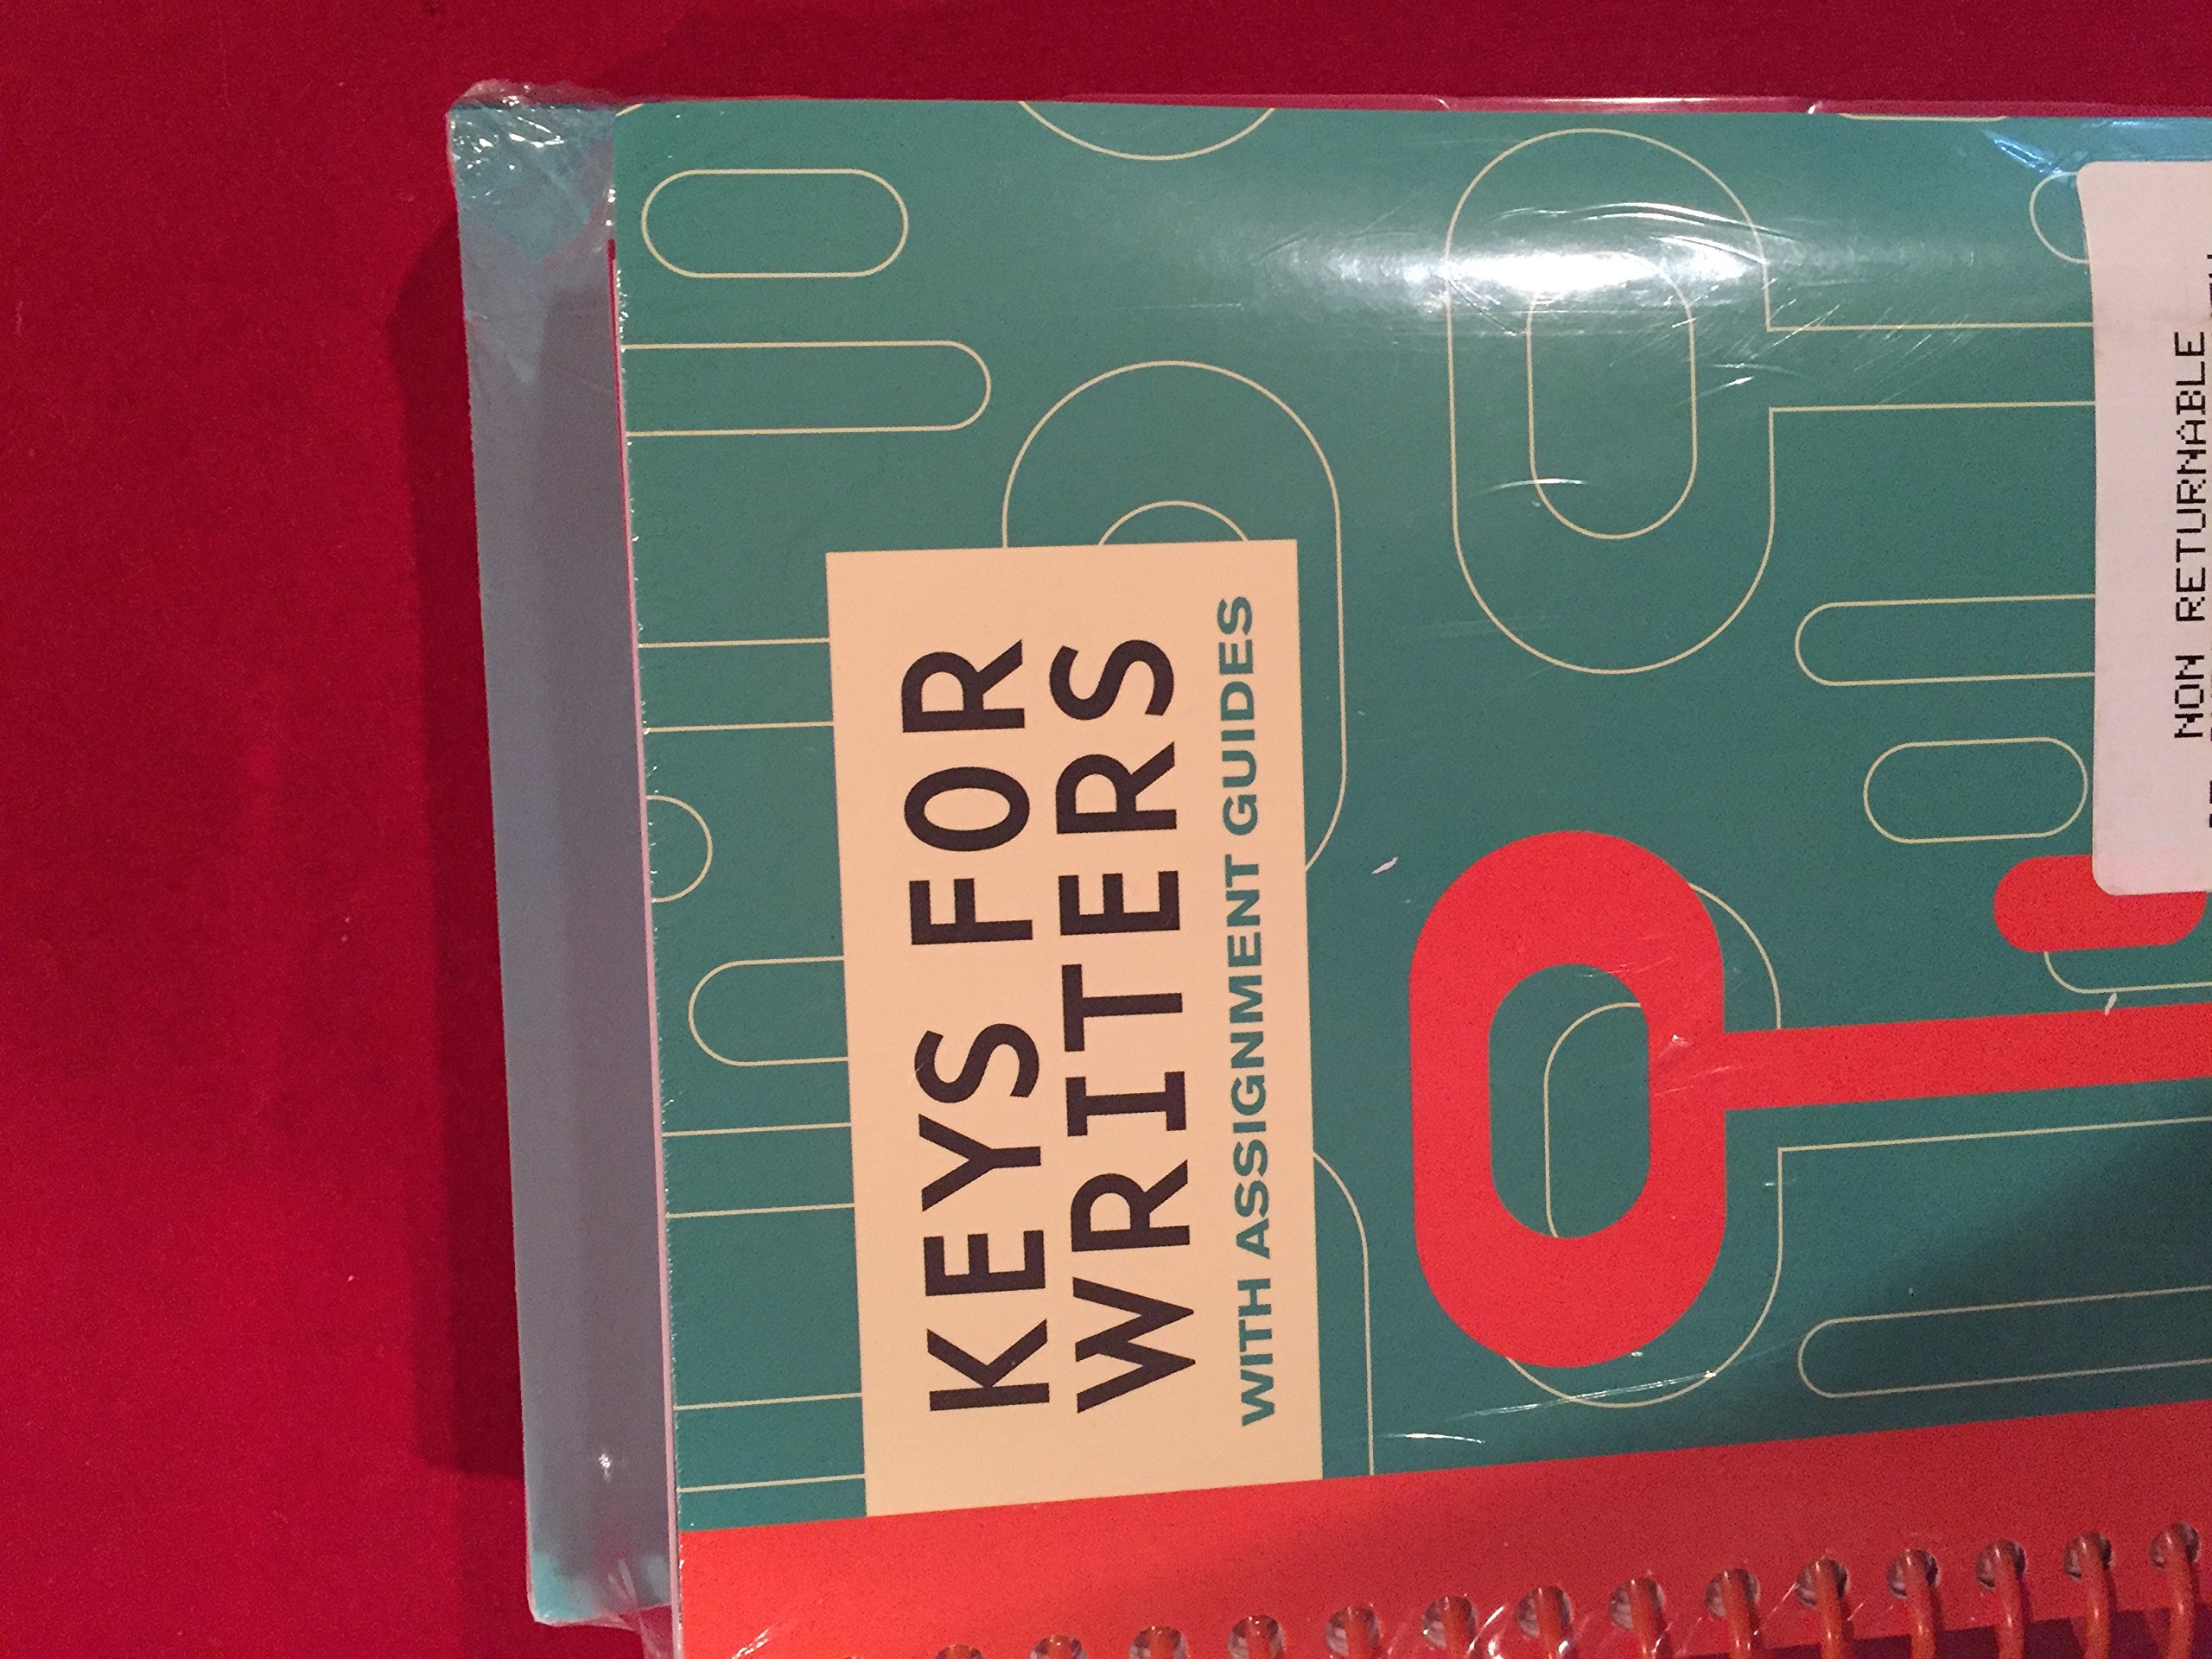 KEYS FOR
WRITERS
WITH ASSIGNMENT GUIDES
NON RETURNABLE